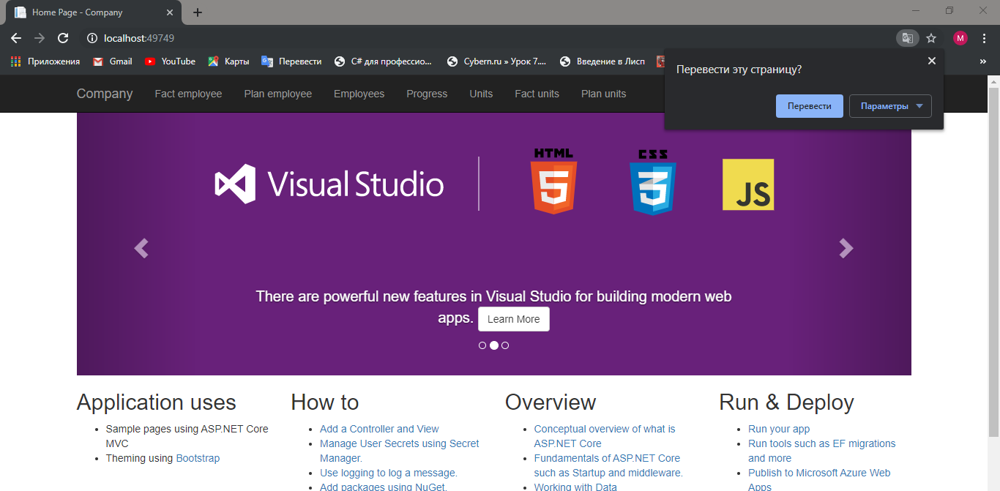 Home Page - Company
localhost:49749
M
Приложения Gmail YouTube Карты Перевести C# для профессио... Cybern.ru » Урок 7.... Введение в Лисп »
Перевести эту страницу?
Перевести Параметры
Company Fact employee Plan employee Employees Progress Units Fact units Plan units
Visual Studio HTML 5 CSS 3 JS
There are powerful new features in Visual Studio for building modern web
apps. Learn More
Application uses
Sample pages using ASP.NET Core
MVC
Theming using Bootstrap
How to
Add a Controller and View
Manage User Secrets using Secret
Manager.
Use logging to log a message.
Add packages using NuGet.
Overview
Conceptual overview of what is
ASP.NET Core
Fundamentals of ASP.NET Core
such as Startup and middleware.
Working with Data
Run & Deploy
Run your app
Run tools such as EF migrations
and more
Publish to Microsoft Azure Web
Apps